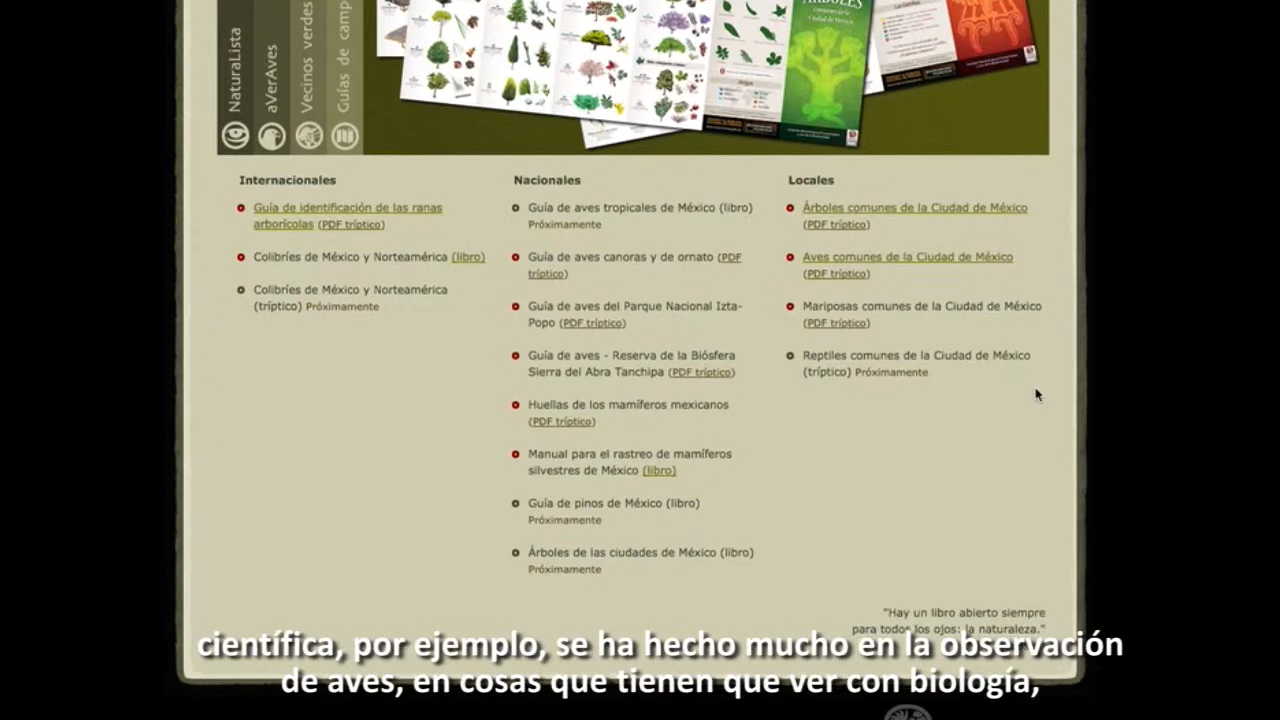 NaturaLista
aVerAves
Vecinos verdes
Guías de camp
ÁRBOLES
comunes de la
Ciudad de México
Internacionales
Guía de identificación de las ranas
arborícolas (PDF tríptico)
Colibríes de México y Norteamérica (libro)
Colibríes de México y Norteamérica
(tríptico) Próximamente
Nacionales
Guía de aves tropicales de México (libro)
Próximamente
Guía de aves canoras y de ornato (PDF
tríptico)
Guía de aves del Parque Nacional Izta-
Popo (PDF tríptico)
Guía de aves - Reserva de la Biósfera
Sierra del Abra Tanchipa (PDF tríptico)
Huellas de los mamíferos mexicanos
(PDF tríptico)
Manual para el rastreo de mamíferos
silvestres de México (libro)
Guía de pinos de México (libro)
Próximamente
Árboles de las ciudades de México (libro)
Próximamente
Locales
Árboles comunes de la Ciudad de México
(PDF tríptico)
Aves comunes de la Ciudad de México
(PDF tríptico)
Mariposas comunes de la Ciudad de México
(PDF tríptico)
Reptiles comunes de la Ciudad de México
(tríptico) Próximamente
"Hay un libro abierto siempre
para todos los ojos: la naturaleza."
científica, por ejemplo, se ha hecho mucho en la observación
de aves, en cosas que tienen que ver con biología,